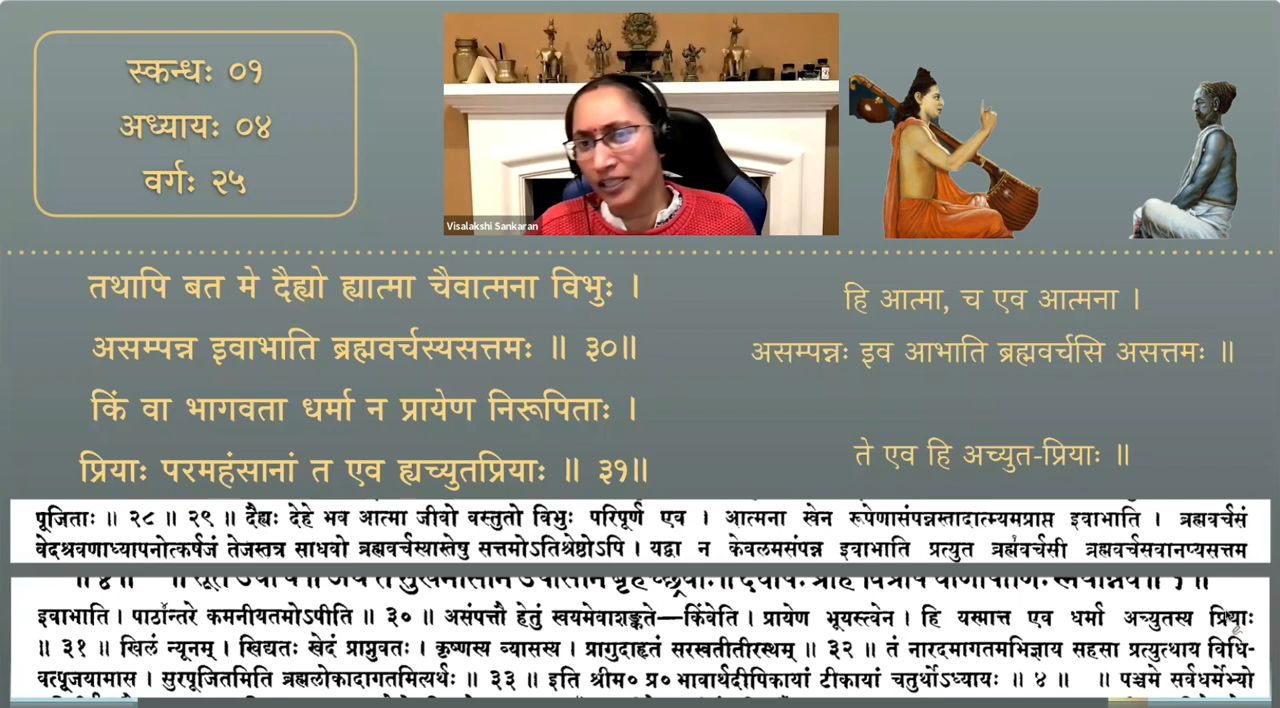 स्कन्धः ०१
अध्यायः ०४
वर्गः २५
Visalakshi Sankaran
तथापि बत मे दैह्यो ह्यात्मा चैवात्मना विभुः ।
असम्पन्न इवाभाति ब्रह्मवर्चस्यसत्तमः ॥ ३०॥
किं वा भागवता धर्मा न प्रायेण निरूपिताः ।
प्रियाः परमहंसानां त एव ह्यच्युतप्रियाः ॥ ३१॥
हि आत्मा, च एव आत्मना ।
असम्पन्नः इव आभाति ब्रह्मवर्चसि असत्तमः ॥
ते एव हि अच्युत-प्रियाः ॥
पूजिताः ॥ २८ ॥ २९ ॥ दैह्यः देहे भव आत्मा जीवो वस्तुतो विभुः परिपूर्ण एव । आत्मना स्वेन रूपेणासंपन्नस्तादात्म्यमप्राप्त इवाभाति । ब्रह्मवर्चसं
वेदश्रवणाध्यापनोत्कर्षजं तेजस्तत्र साधवो ब्रह्मवर्चस्यास्तेषु सत्तमोऽतिश्रेष्ठोऽपि । यद्वा न केवलमसंपन्न इवाभाति प्रत्युत ब्रह्मवर्चसी ब्रह्मवर्चसवानप्यसत्तम
इवाभाति । पाठान्तरे कमनीयतमोऽपीति ॥ ३० ॥ असंपत्तौ हेतुं स्वयमेवाशङ्कते—किंवेति । प्रायेण भूयस्त्वेन । हि यस्मात्त एव धर्मा अच्युतस्य प्रियाः
॥ ३१ ॥ खिलं न्यूनम् । खिद्यतः खेदं प्राप्नुवतः । कृष्णस्य व्यासस्य । प्रागुदाहृतं सरस्वतीतीरस्थम् ॥ ३२ ॥ तं नारदमागतमभिज्ञाय सहसा प्रत्युत्थाय विधि-
वत्पूजयामास । सुरपूजितमिति ब्रह्मलोकादागतमित्यर्थः ॥ ३३ ॥ इति श्रीम० प्र० भावार्थदीपिकायां टीकायां चतुर्थोऽध्यायः ॥ ४ ॥ ॥ पञ्चमे सर्वधर्मेभ्यो